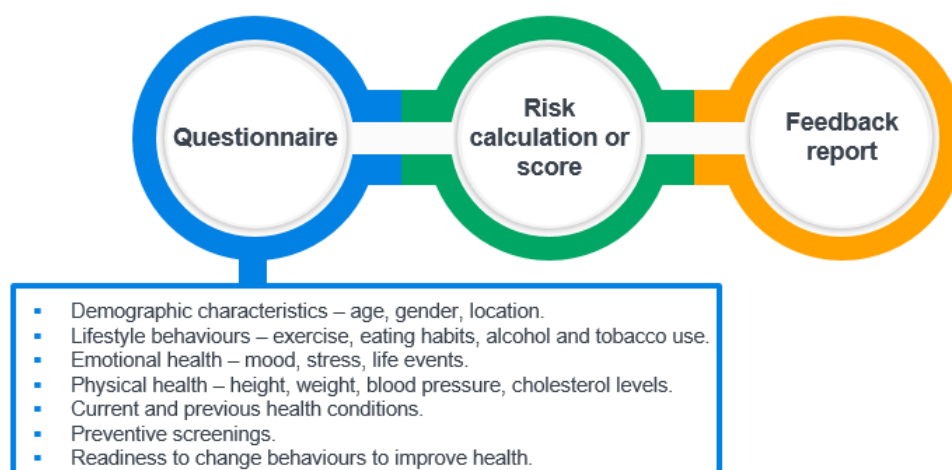 Questionnaire
Risk
calculation or
score
Feedback
report
▪ Demographic characteristics – age, gender, location.
▪ Lifestyle behaviours – exercise, eating habits, alcohol and tobacco use.
▪ Emotional health – mood, stress, life events.
▪ Physical health – height, weight, blood pressure, cholesterol levels.
▪ Current and previous health conditions.
▪ Preventive screenings.
▪ Readiness to change behaviours to improve health.